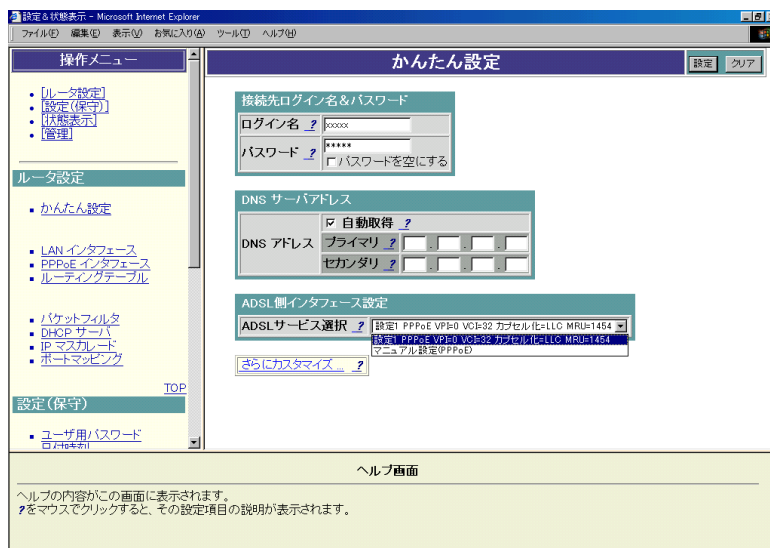 設定&状態表示 - Microsoft Internet Explorer
ファイル(F) 編集(E) 表示(V) お気に入り(A) ツール(T) ヘルプ(H)
操作メニュー
[ルータ設定]
[設定(保守)]
[状態表示]
[管理]
ルータ設定
かんたん設定
LAN インタフェース
PPPoE インタフェース
ルーティングテーブル
パケットフィルタ
DHCP サーバ
IP マスカレード
ポートマッピング
TOP
設定(保守)
ユーザ用パスワード
日付時刻
かんたん設定
設定 クリア
接続先ログイン名&パスワード
ログイン名 ? xxxxx
パスワード ? *****
パスワードを空にする
DNS サーバアドレス
DNS アドレス
自動取得 ?
プライマリ ? . . .
セカンダリ ? . . .
ADSL側インタフェース設定
ADSLサービス選択 ? 設定1 PPPoE VPI=0 VCI=32 カプセル化=LLC MRU=1454
設定1 PPPoE VPI=0 VCI=32 カプセル化=LLC MRU=1454
マニュアル設定(PPPoE)
さらにカスタマイズ ... ?
ヘルプ画面
ヘルプの内容がこの画面に表示されます。
?をマウスでクリックすると、その設定項目の説明が表示されます。